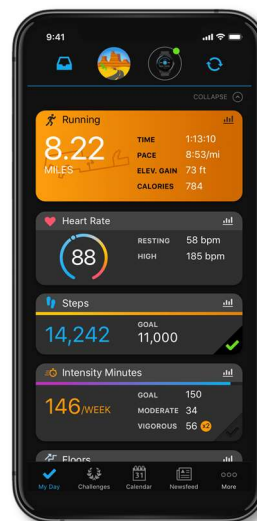 9:41
COLLAPSE
Running
8.22
MILES
TIME 1:13:10
PACE 8:53/mi
ELEV. GAIN 73 ft
CALORIES 784
Heart Rate
88
RESTING 58 bpm
HIGH 185 bpm
Steps
14,242
GOAL
11,000
Intensity Minutes
146/WEEK
GOAL 150
MODERATE 34
VIGOROUS 56 x2
Floors
31
My Day Challenges Calendar Newsfeed More